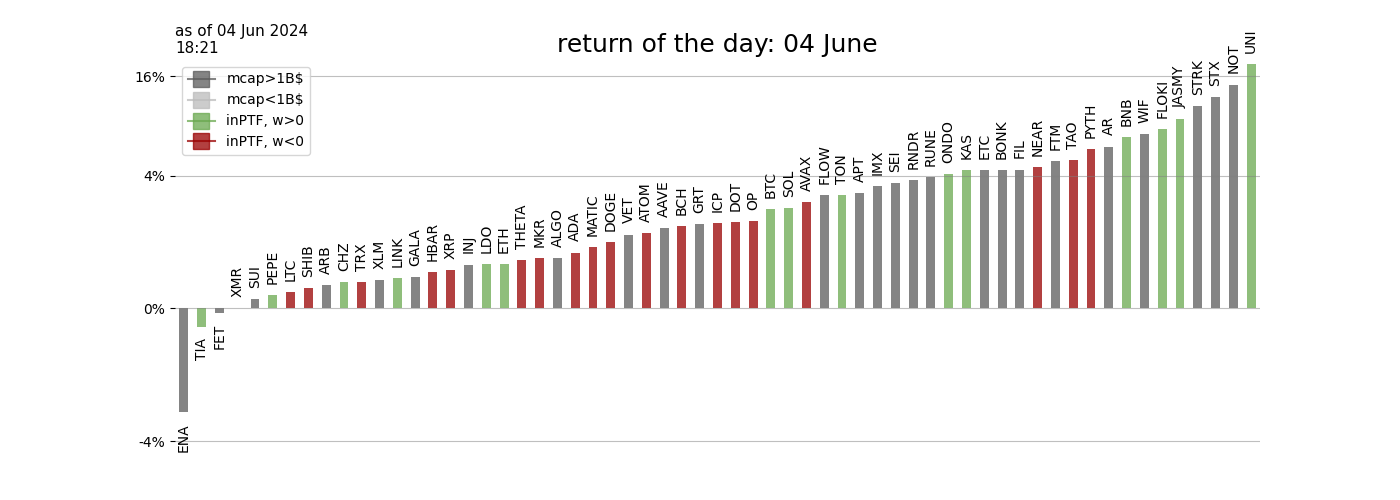 as of 04 Jun 2024
18:21
return of the day: 04 June
mcap>1B$
mcap<1B$
inPTF, w>0
inPTF, w<0
16%
4%
0%
-4%
ENA
TIA
FET
XMR
SUI
PEPE
LTC
SHIB
ARB
CHZ
TRX
XLM
LINK
GALA
HBAR
XRP
INJ
LDO
ETH
THETA
MKR
ALGO
ADA
MATIC
DOGE
VET
ATOM
AAVE
BCH
GRT
ICP
DOT
OP
BTC
SOL
AVAX
FLOW
TON
APT
IMX
SEI
RNDR
RUNE
ONDO
KAS
ETC
BONK
FIL
NEAR
FTM
TAO
PYTH
AR
BNB
WIF
FLOKI
JASMY
STRK
STX
NOT
UNI